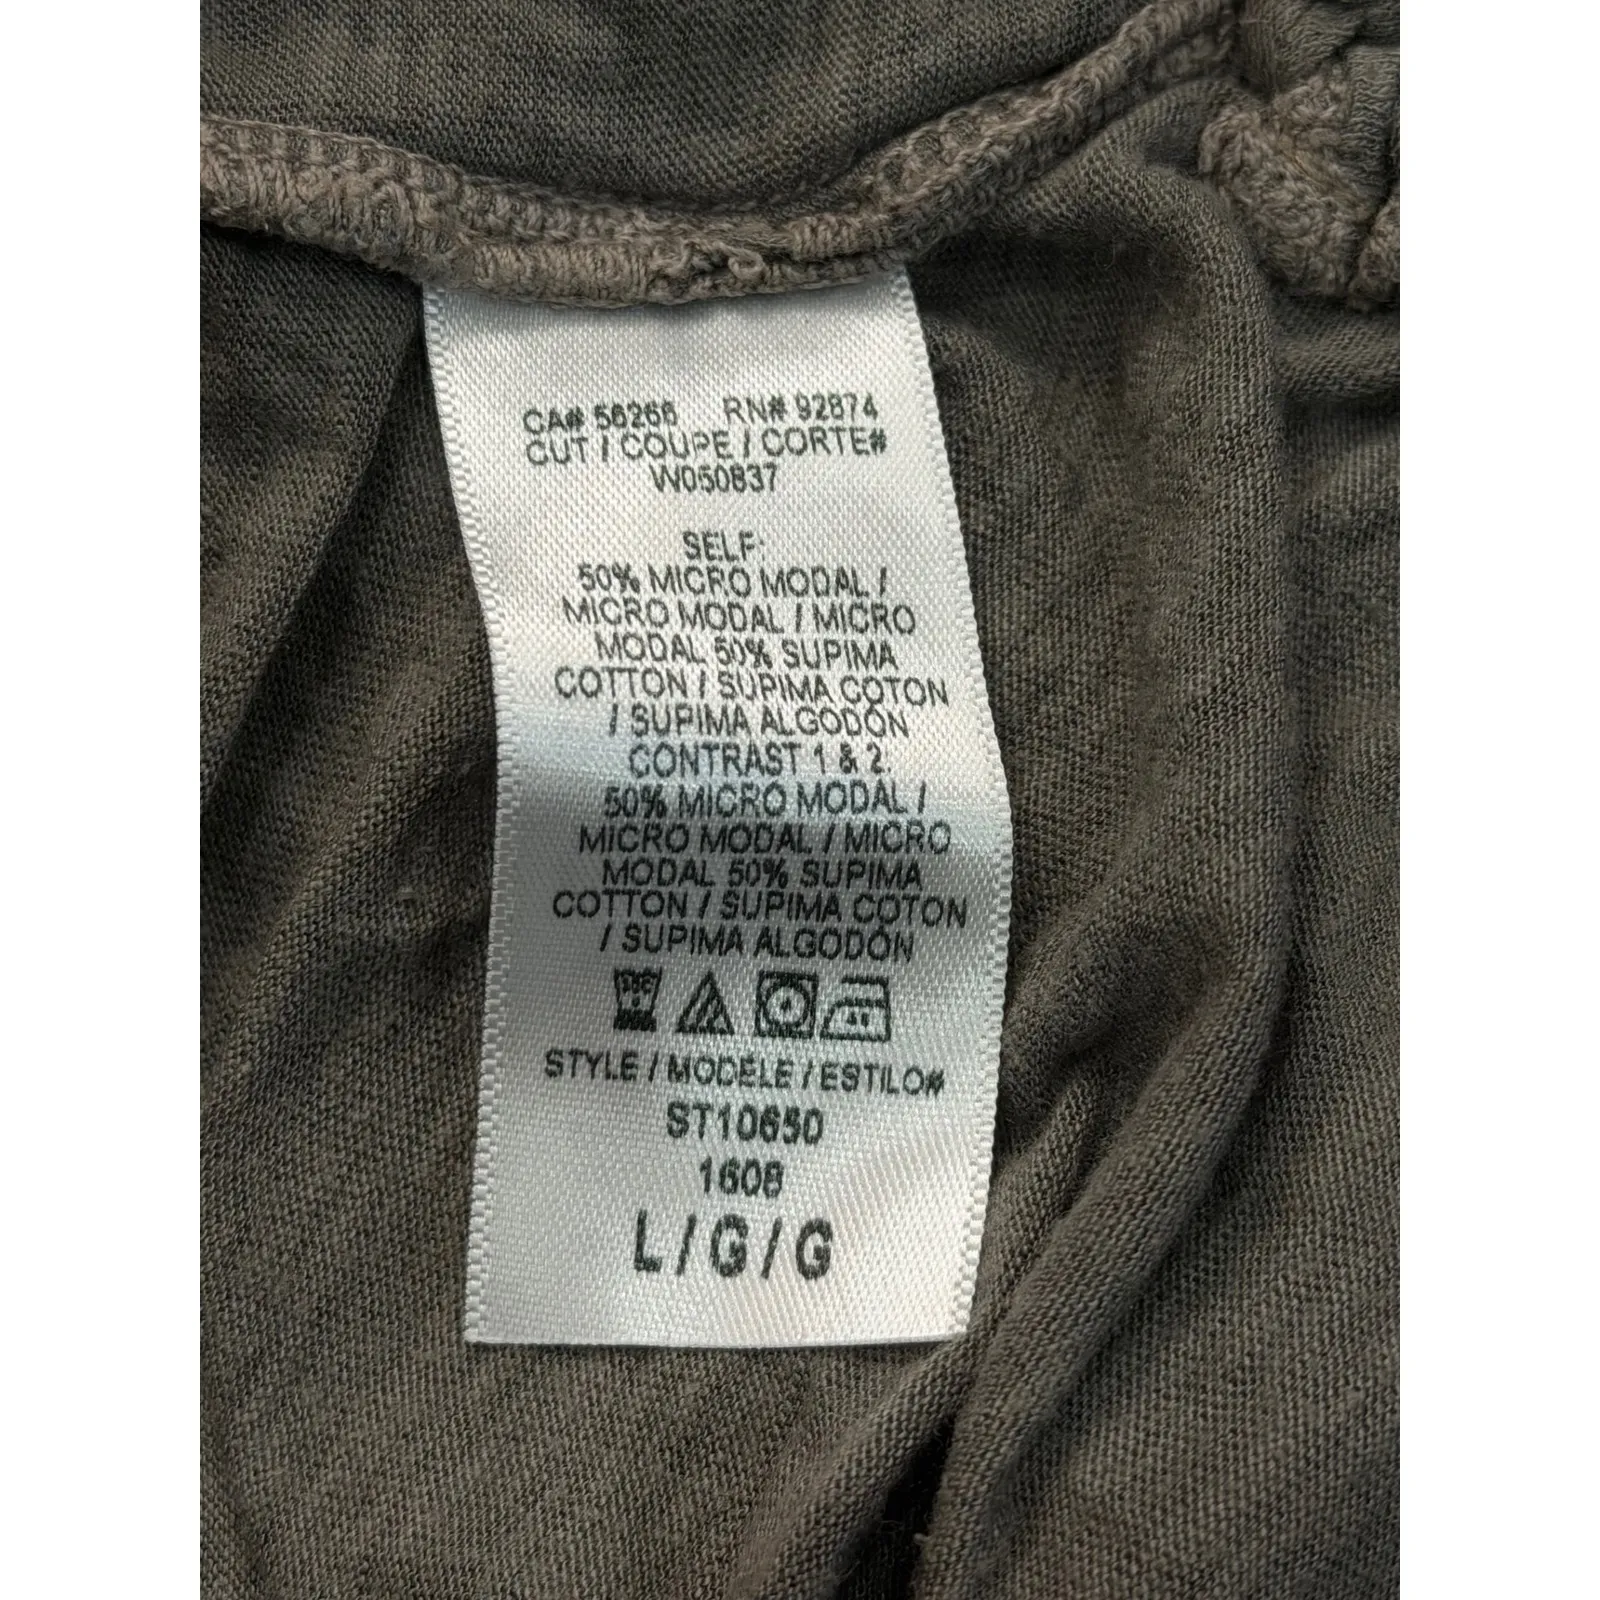 CA# 56266 RN# 92874
CUT / COUPE / CORTE#
W050837
SELF:
50% MICRO MODAL /
MICRO MODAL / MICRO
MODAL 50% SUPIMA
COTTON / SUPIMA COTON
/ SUPIMA ALGODÓN
CONTRAST 1 & 2:
50% MICRO MODAL /
MICRO MODAL / MICRO
MODAL 50% SUPIMA
COTTON / SUPIMA COTON
/ SUPIMA ALGODÓN
STYLE / MODÈLE / ESTILO#
ST10650
1608
L / G / G